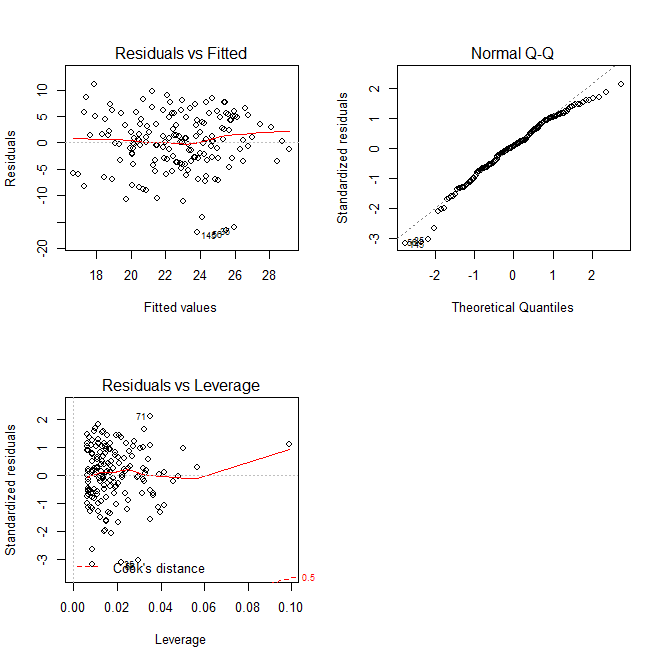 Residuals vs Fitted
Residuals
10
5
0
-5
-10
-20
18 20 22 24 26 28
Fitted values
Normal Q-Q
Standardized residuals
2
1
0
-1
-2
-3
-2 -1 0 1 2
Theoretical Quantiles
Residuals vs Leverage
Standardized residuals
2
1
0
-1
-2
-3
71
Cook's distance
0.5
0.00 0.02 0.04 0.06 0.08 0.10
Leverage